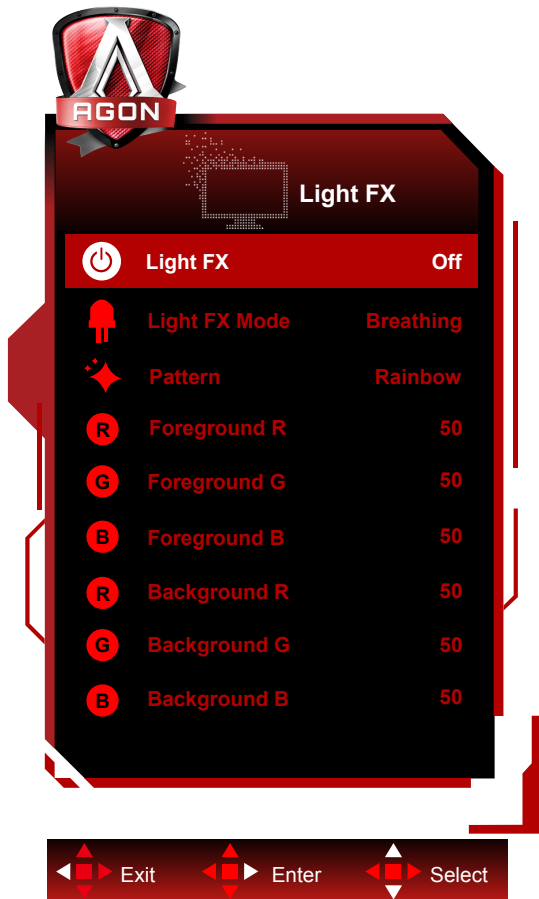 AGON
Light FX
Light FX Off
Light FX Mode Breathing
Pattern Rainbow
R Foreground R 50
G Foreground G 50
B Foreground B 50
R Background R 50
G Background G 50
B Background B 50
Exit Enter Select